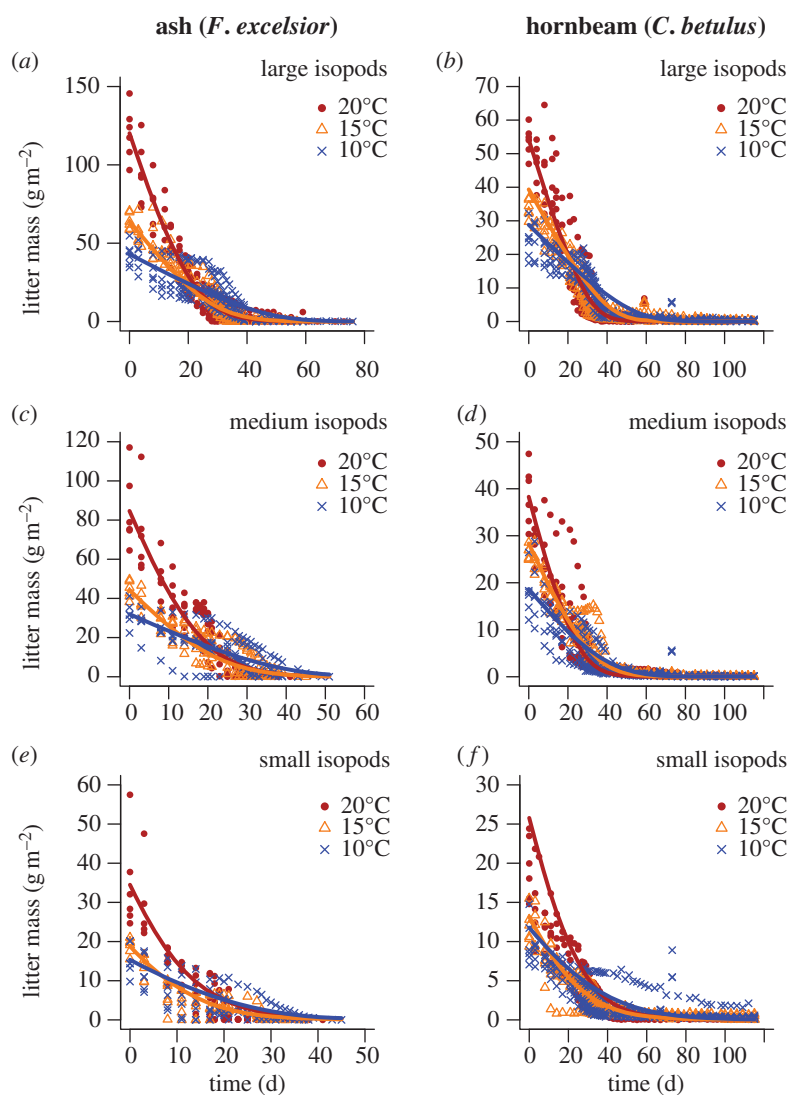 ash (F. excelsior)
hornbeam (C. betulus)
(a)
large isopods
20°C
15°C
10°C
litter mass (g m−2)
150
100
50
0
0 20 40 60 80
(b)
large isopods
20°C
15°C
10°C
70
60
50
40
30
20
10
0
0 20 40 60 80 100
(c)
medium isopods
20°C
15°C
10°C
litter mass (g m−2)
120
100
80
60
40
20
0
0 10 20 30 40 50 60
(d)
medium isopods
20°C
15°C
10°C
50
40
30
20
10
0
0 20 40 60 80 100
(e)
small isopods
20°C
15°C
10°C
litter mass (g m−2)
60
50
40
30
20
10
0
0 10 20 30 40 50
time (d)
(f)
small isopods
20°C
15°C
10°C
30
25
20
15
10
5
0
0 20 40 60 80 100
time (d)